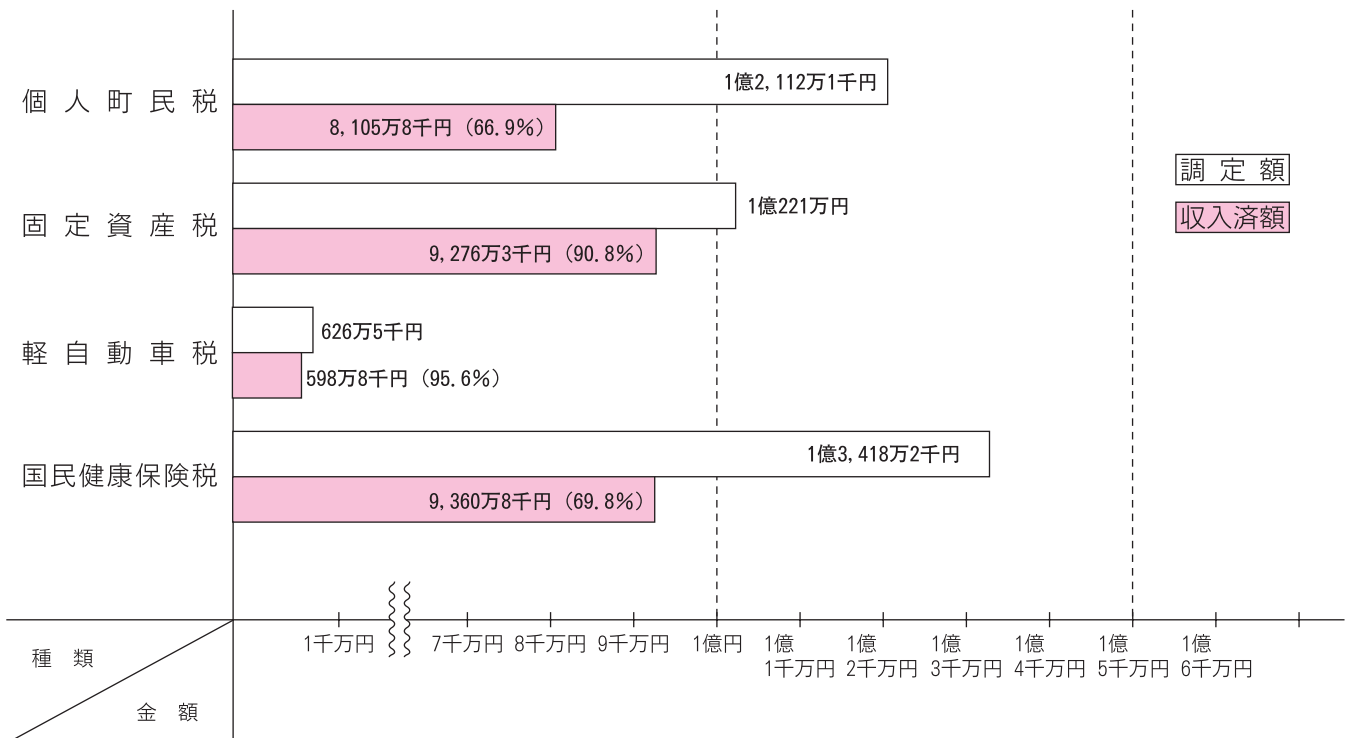 個人町民税
1億2,112万1千円
8,105万8千円（66.9％）
固定資産税
1億221万円
9,276万3千円（90.8％）
軽自動車税
626万5千円
598万8千円（95.6％）
国民健康保険税
1億3,418万2千円
9,360万8千円（69.8％）
調定額
収入済額
1千万円
7千万円
8千万円
9千万円
1億円
1億
1千万円
1億
2千万円
1億
3千万円
1億
4千万円
1億
5千万円
1億
6千万円
種類
金額